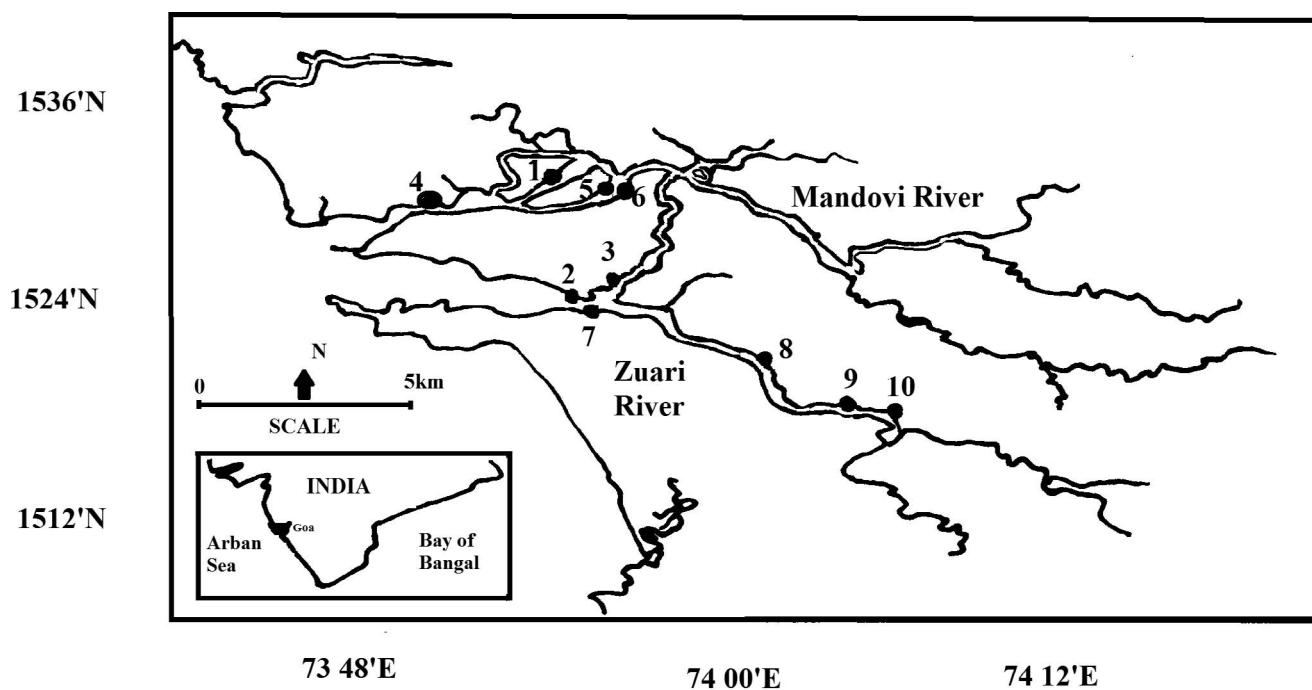 1536'N
1524'N
1512'N
1
4
5
6
Mandovi River
3
2
7
8
9
10
Zuari
River
N
0
5km
SCALE
INDIA
Goa
Arban
Sea
Bay of
Bangal
73 48'E
74 00'E
74 12'E